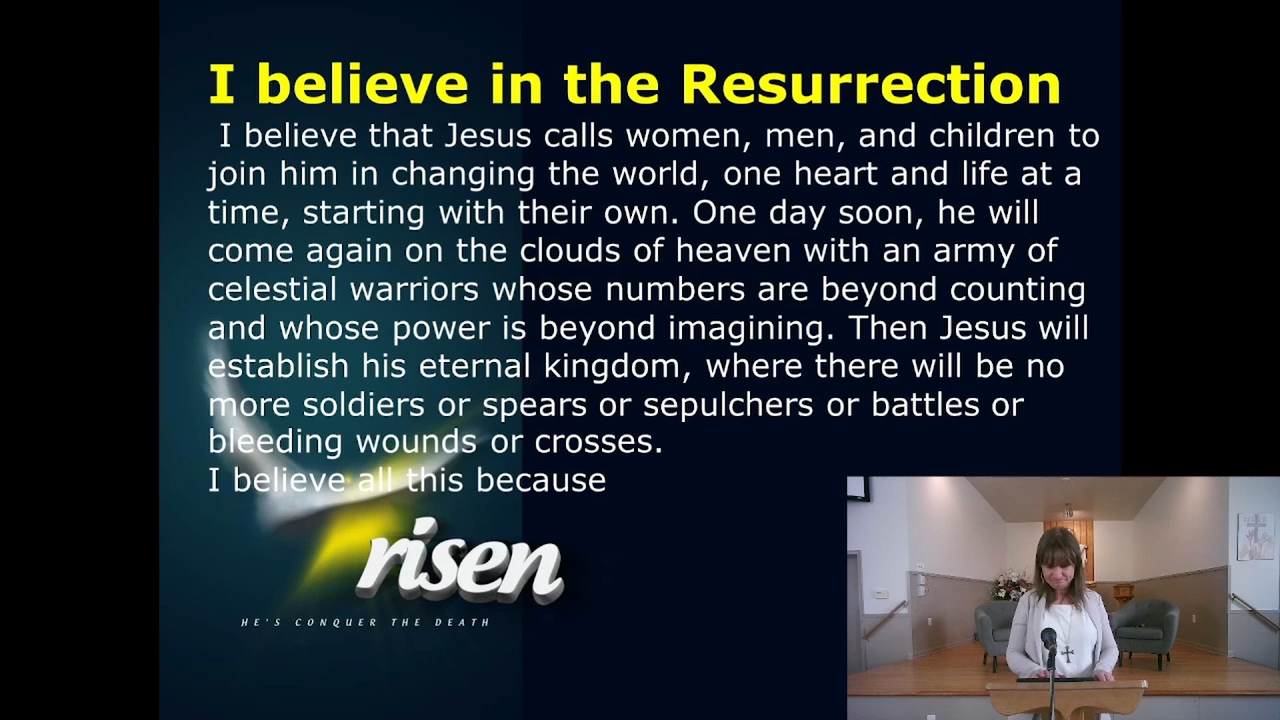 I believe in the Resurrection
I believe that Jesus calls women, men, and children to
join him in changing the world, one heart and life at a
time, starting with their own. One day soon, he will
come again on the clouds of heaven with an army of
celestial warriors whose numbers are beyond counting
and whose power is beyond imagining. Then Jesus will
establish his eternal kingdom, where there will be no
more soldiers or spears or sepulchers or battles or
bleeding wounds or crosses.
I believe all this because
risen
HE'S CONQUER THE DEATH